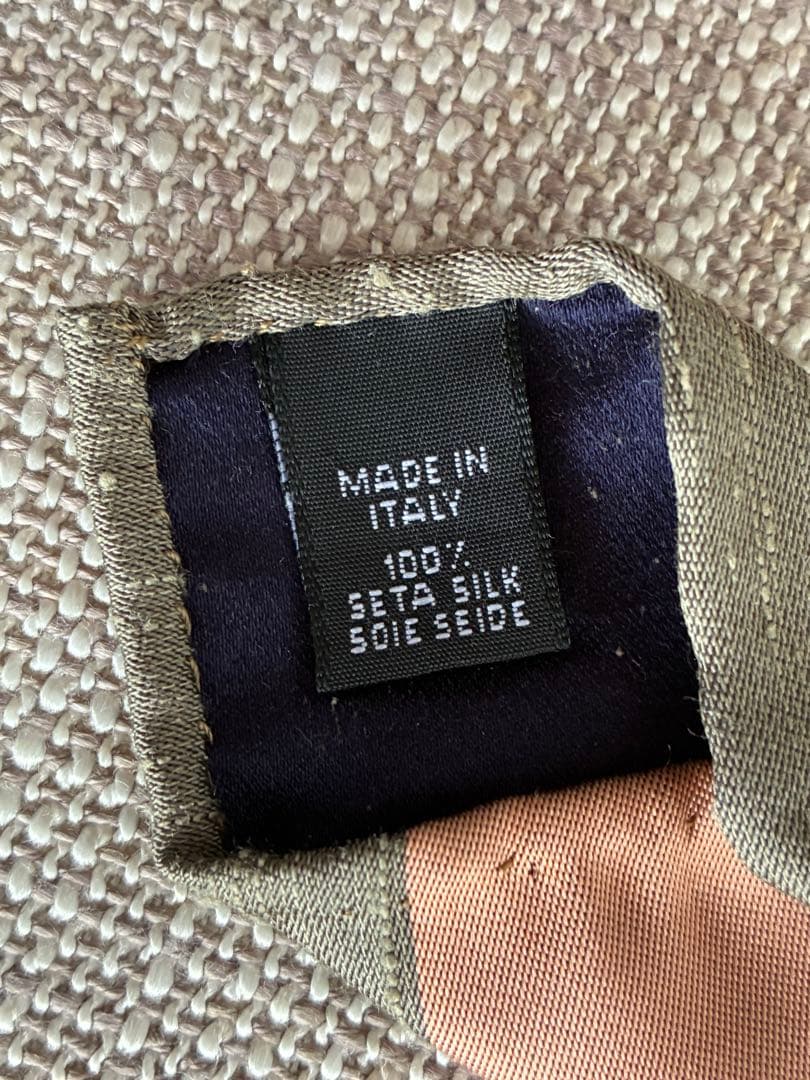 MADE IN
ITALY
100%
SETA SILK
SOIE SEIDE